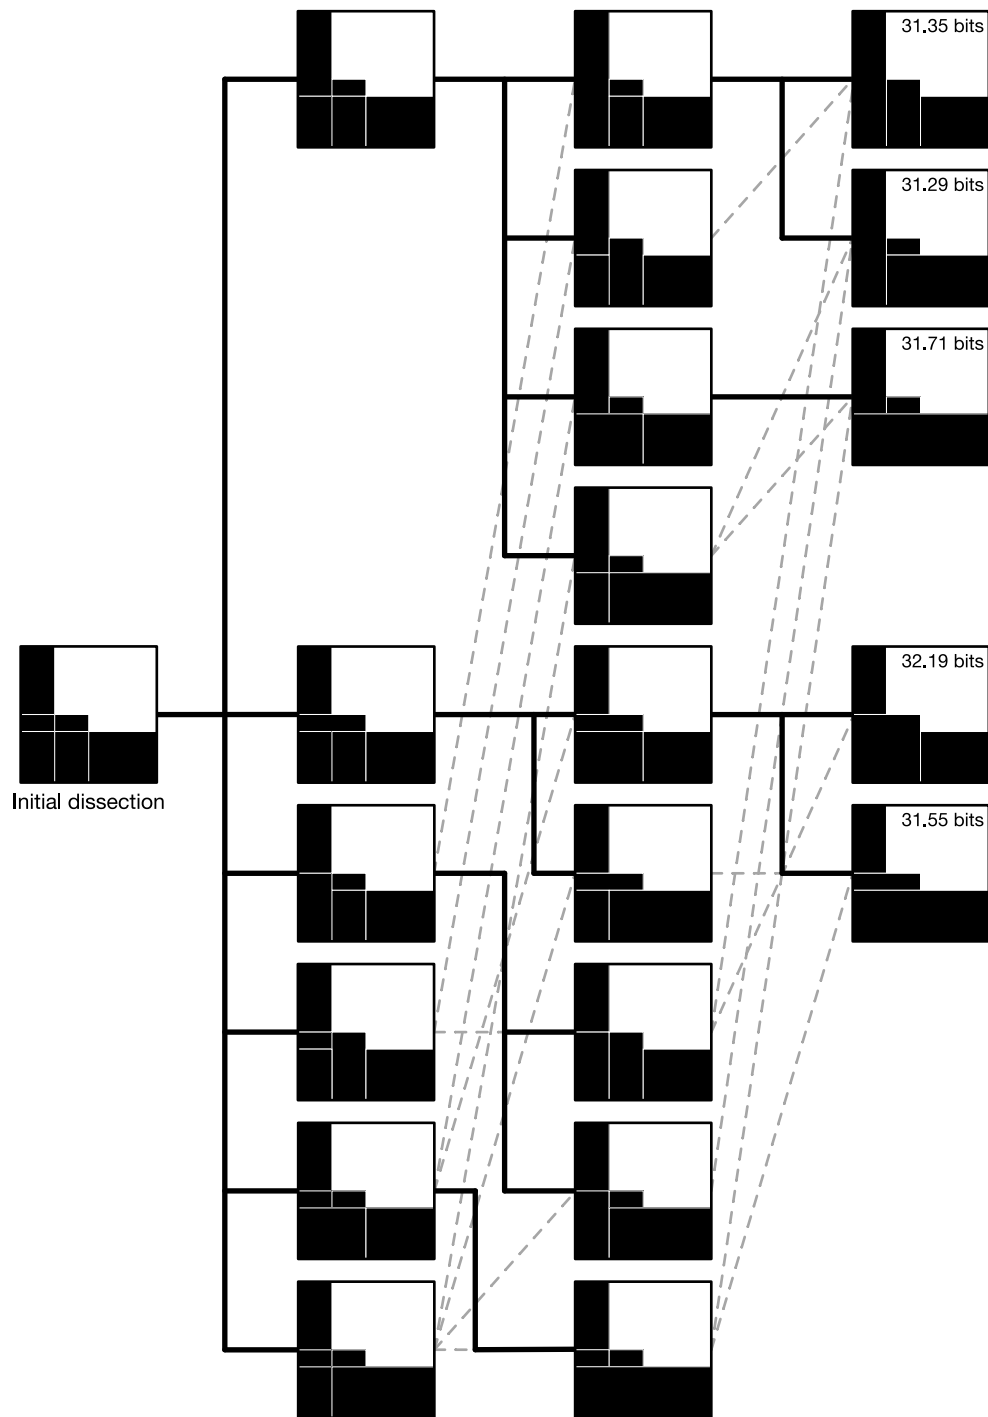 31.35 bits
31.29 bits
31.71 bits
32.19 bits
Initial dissection
31.55 bits